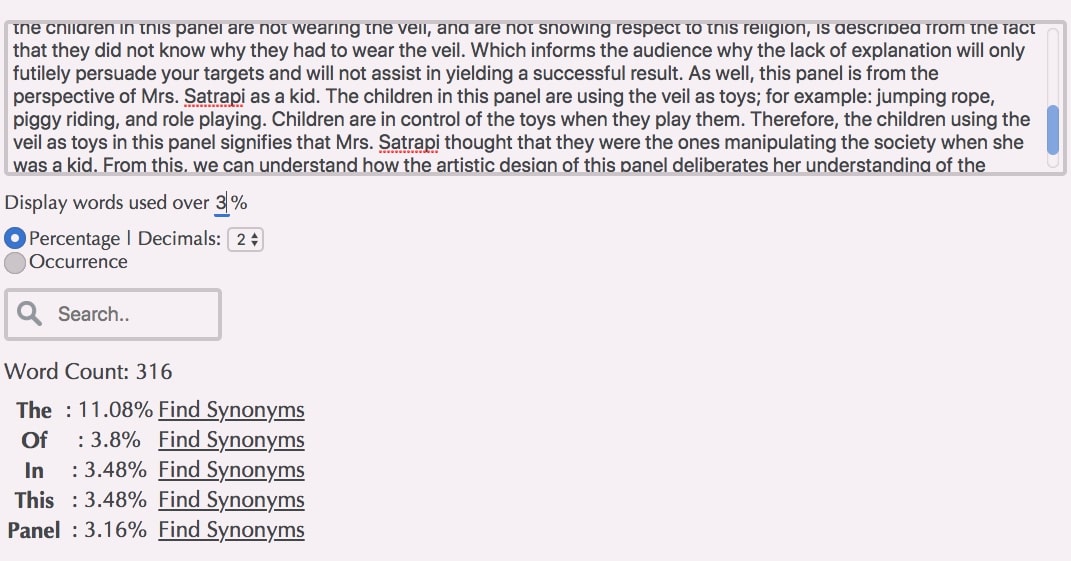 the children in this panel are not wearing the veil, and are not showing respect to this religion, is described from the fact
that they did not know why they had to wear the veil. Which informs the audience why the lack of explanation will only
futilely persuade your targets and will not assist in yielding a successful result. As well, this panel is from the
perspective of Mrs. Satrapi as a kid. The children in this panel are using the veil as toys; for example: jumping rope,
piggy riding, and role playing. Children are in control of the toys when they play them. Therefore, the children using the
veil as toys in this panel signifies that Mrs. Satrapi thought that they were the ones manipulating the society when she
was a kid. From this, we can understand how the artistic design of this panel deliberates her understanding of the
Display words used over 3%
Percentage | Decimals: 2
Occurrence
Search..
Word Count: 316
The : 11.08% Find Synonyms
Of : 3.8% Find Synonyms
In : 3.48% Find Synonyms
This : 3.48% Find Synonyms
Panel : 3.16% Find Synonyms